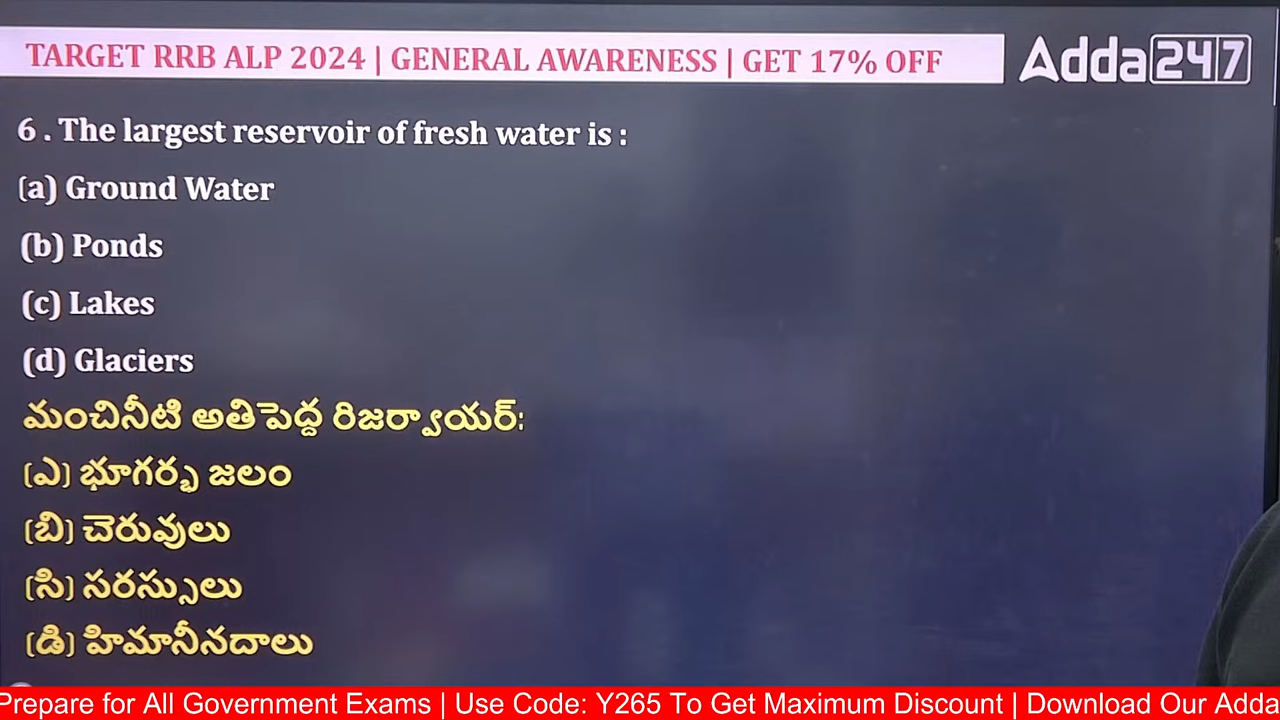 TARGET RRB ALP 2024 | GENERAL AWARENESS | GET 17% OFF
Adda247
6 . The largest reservoir of fresh water is :
(a) Ground Water
(b) Ponds
(c) Lakes
(d) Glaciers
మంచినీటి అతిపెద్ద రిజర్వాయర్:
(ఎ) భూగర్భ జలం
(బి) చెరువులు
(సి) సరస్సులు
(డి) హిమానీనదాలు
Prepare for All Government Exams | Use Code: Y265 To Get Maximum Discount | Download Our Adda